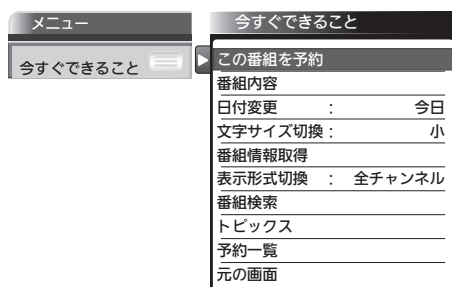 メニュー
今すぐできること
今すぐできること
この番組を予約
番組内容
日付変更 : 今日
文字サイズ切換 : 小
番組情報取得
表示形式切換 : 全チャンネル
番組検索
トピックス
予約一覧
元の画面